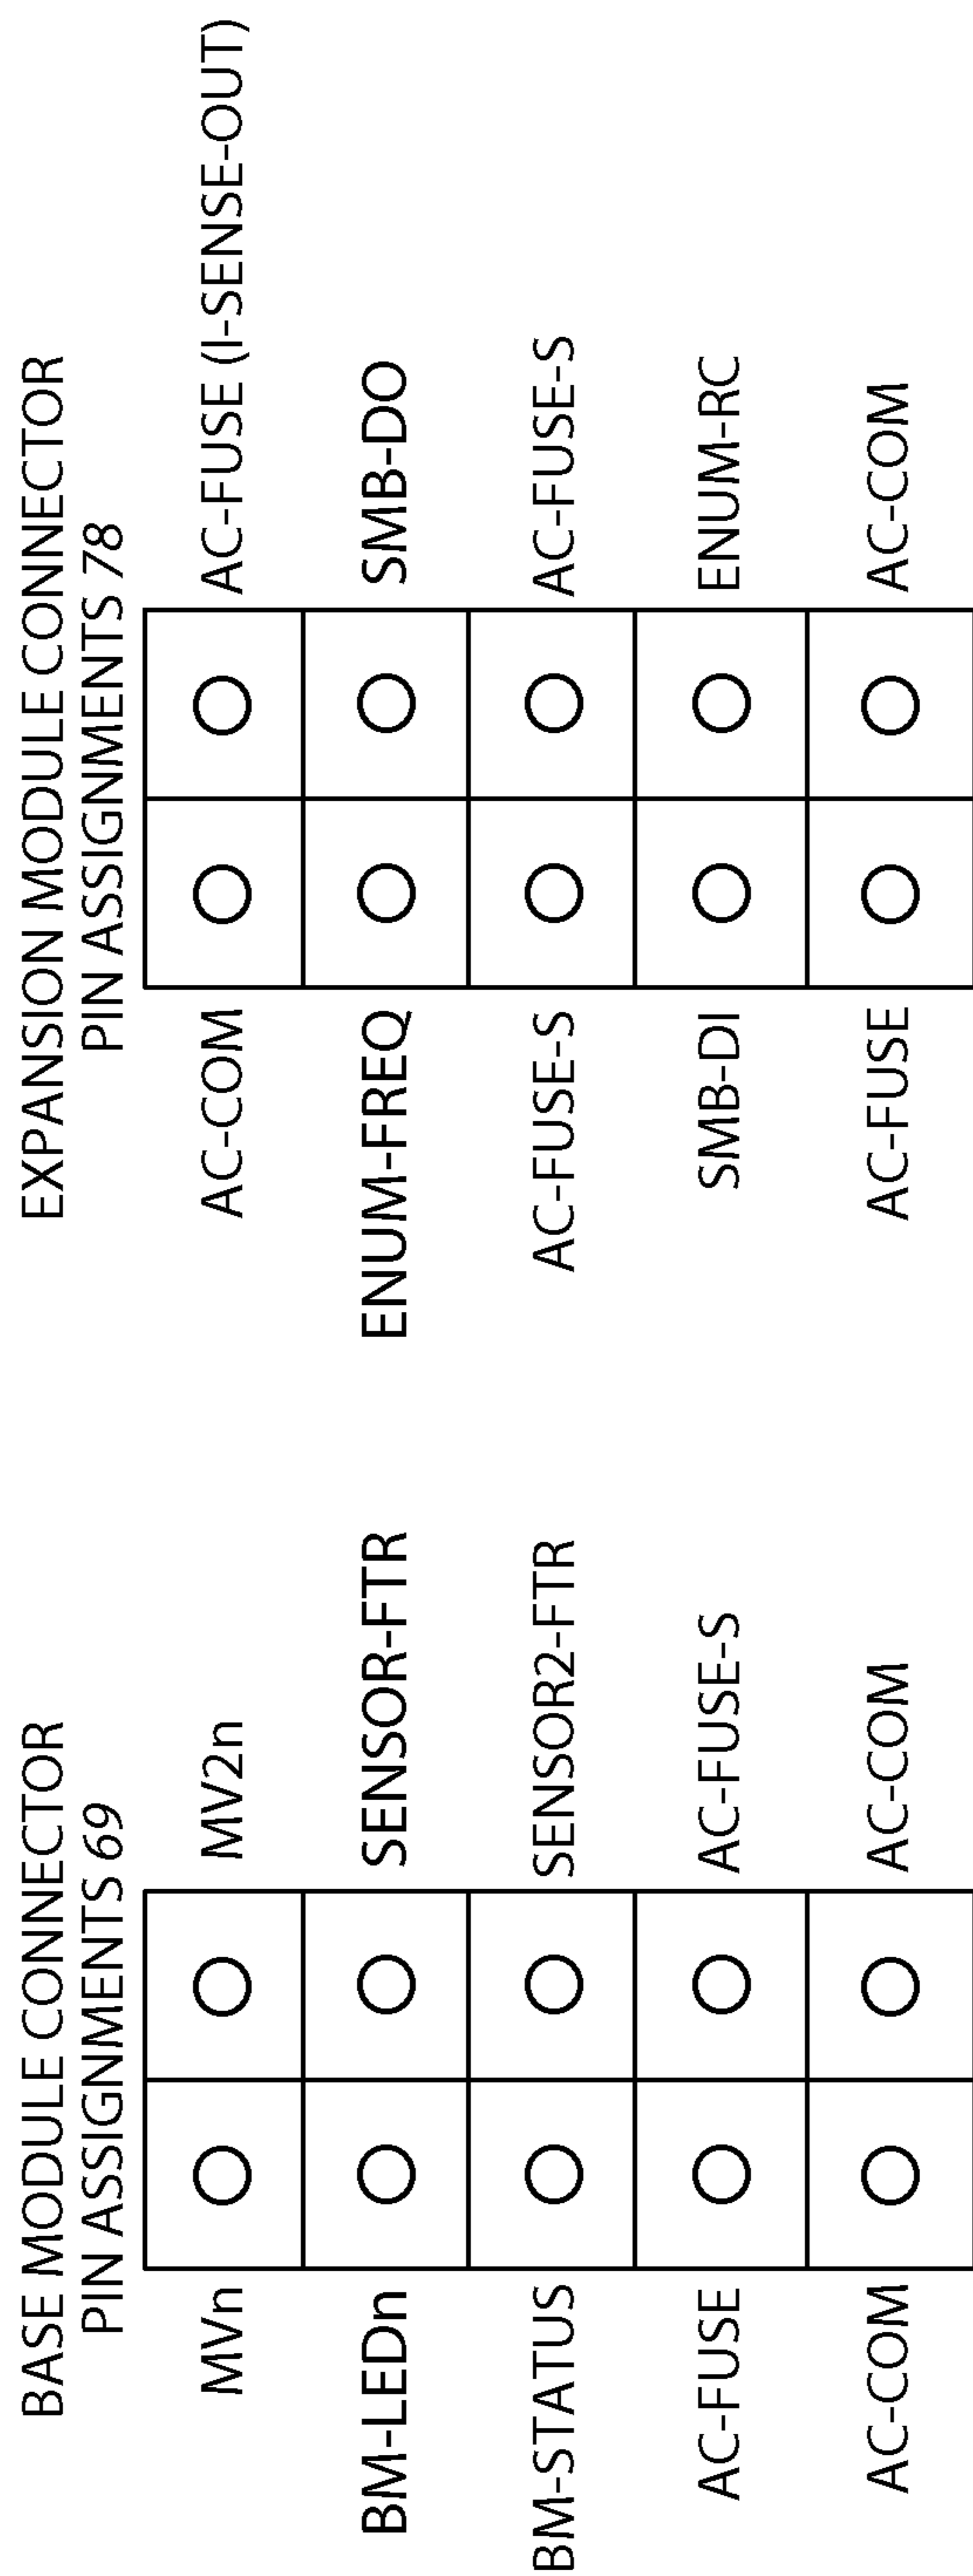 BASE MODULE CONNECTOR
PIN ASSIGNMENTS 69
MVn
MV2n
BM-LEDn
SENSOR-FTR
BM-STATUS
SENSOR2-FTR
AC-FUSE
AC-FUSE-S
AC-COM
AC-COM
EXPANSION MODULE CONNECTOR
PIN ASSIGNMENTS 78
AC-COM
AC-FUSE (I-SENSE-OUT)
ENUM-FREQ
SMB-DO
AC-FUSE-S
AC-FUSE-S
SMB-DI
ENUM-RC
AC-FUSE
AC-COM